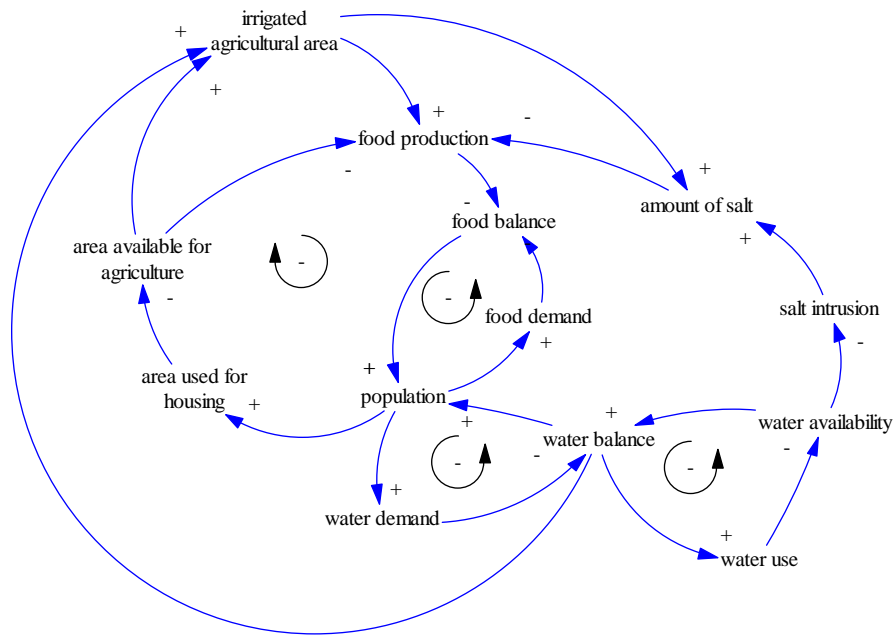 irrigated
agricultural area
+
+
+
-
food production
-
+
-
food balance
-
amount of salt
+
area available for
agriculture
-
-
-
food demand
+
salt intrusion
-
area used for
housing
+
+
population
+
+
water balance
water availability
-
-
-
-
+
water demand
+
water use